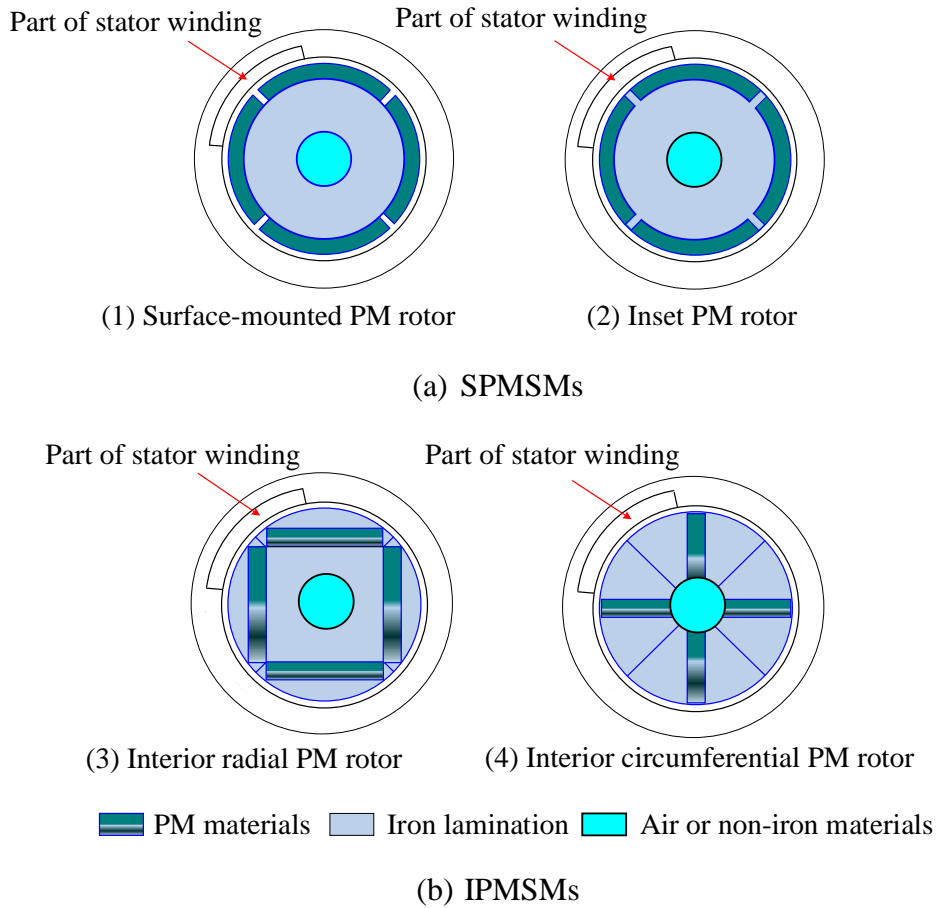 Part of stator winding
Part of stator winding
(1) Surface-mounted PM rotor
(2) Inset PM rotor
(a) SPMSMs
Part of stator winding
Part of stator winding
(3) Interior radial PM rotor
(4) Interior circumferential PM rotor
PM materials
Iron lamination
Air or non-iron materials
(b) IPMSMs